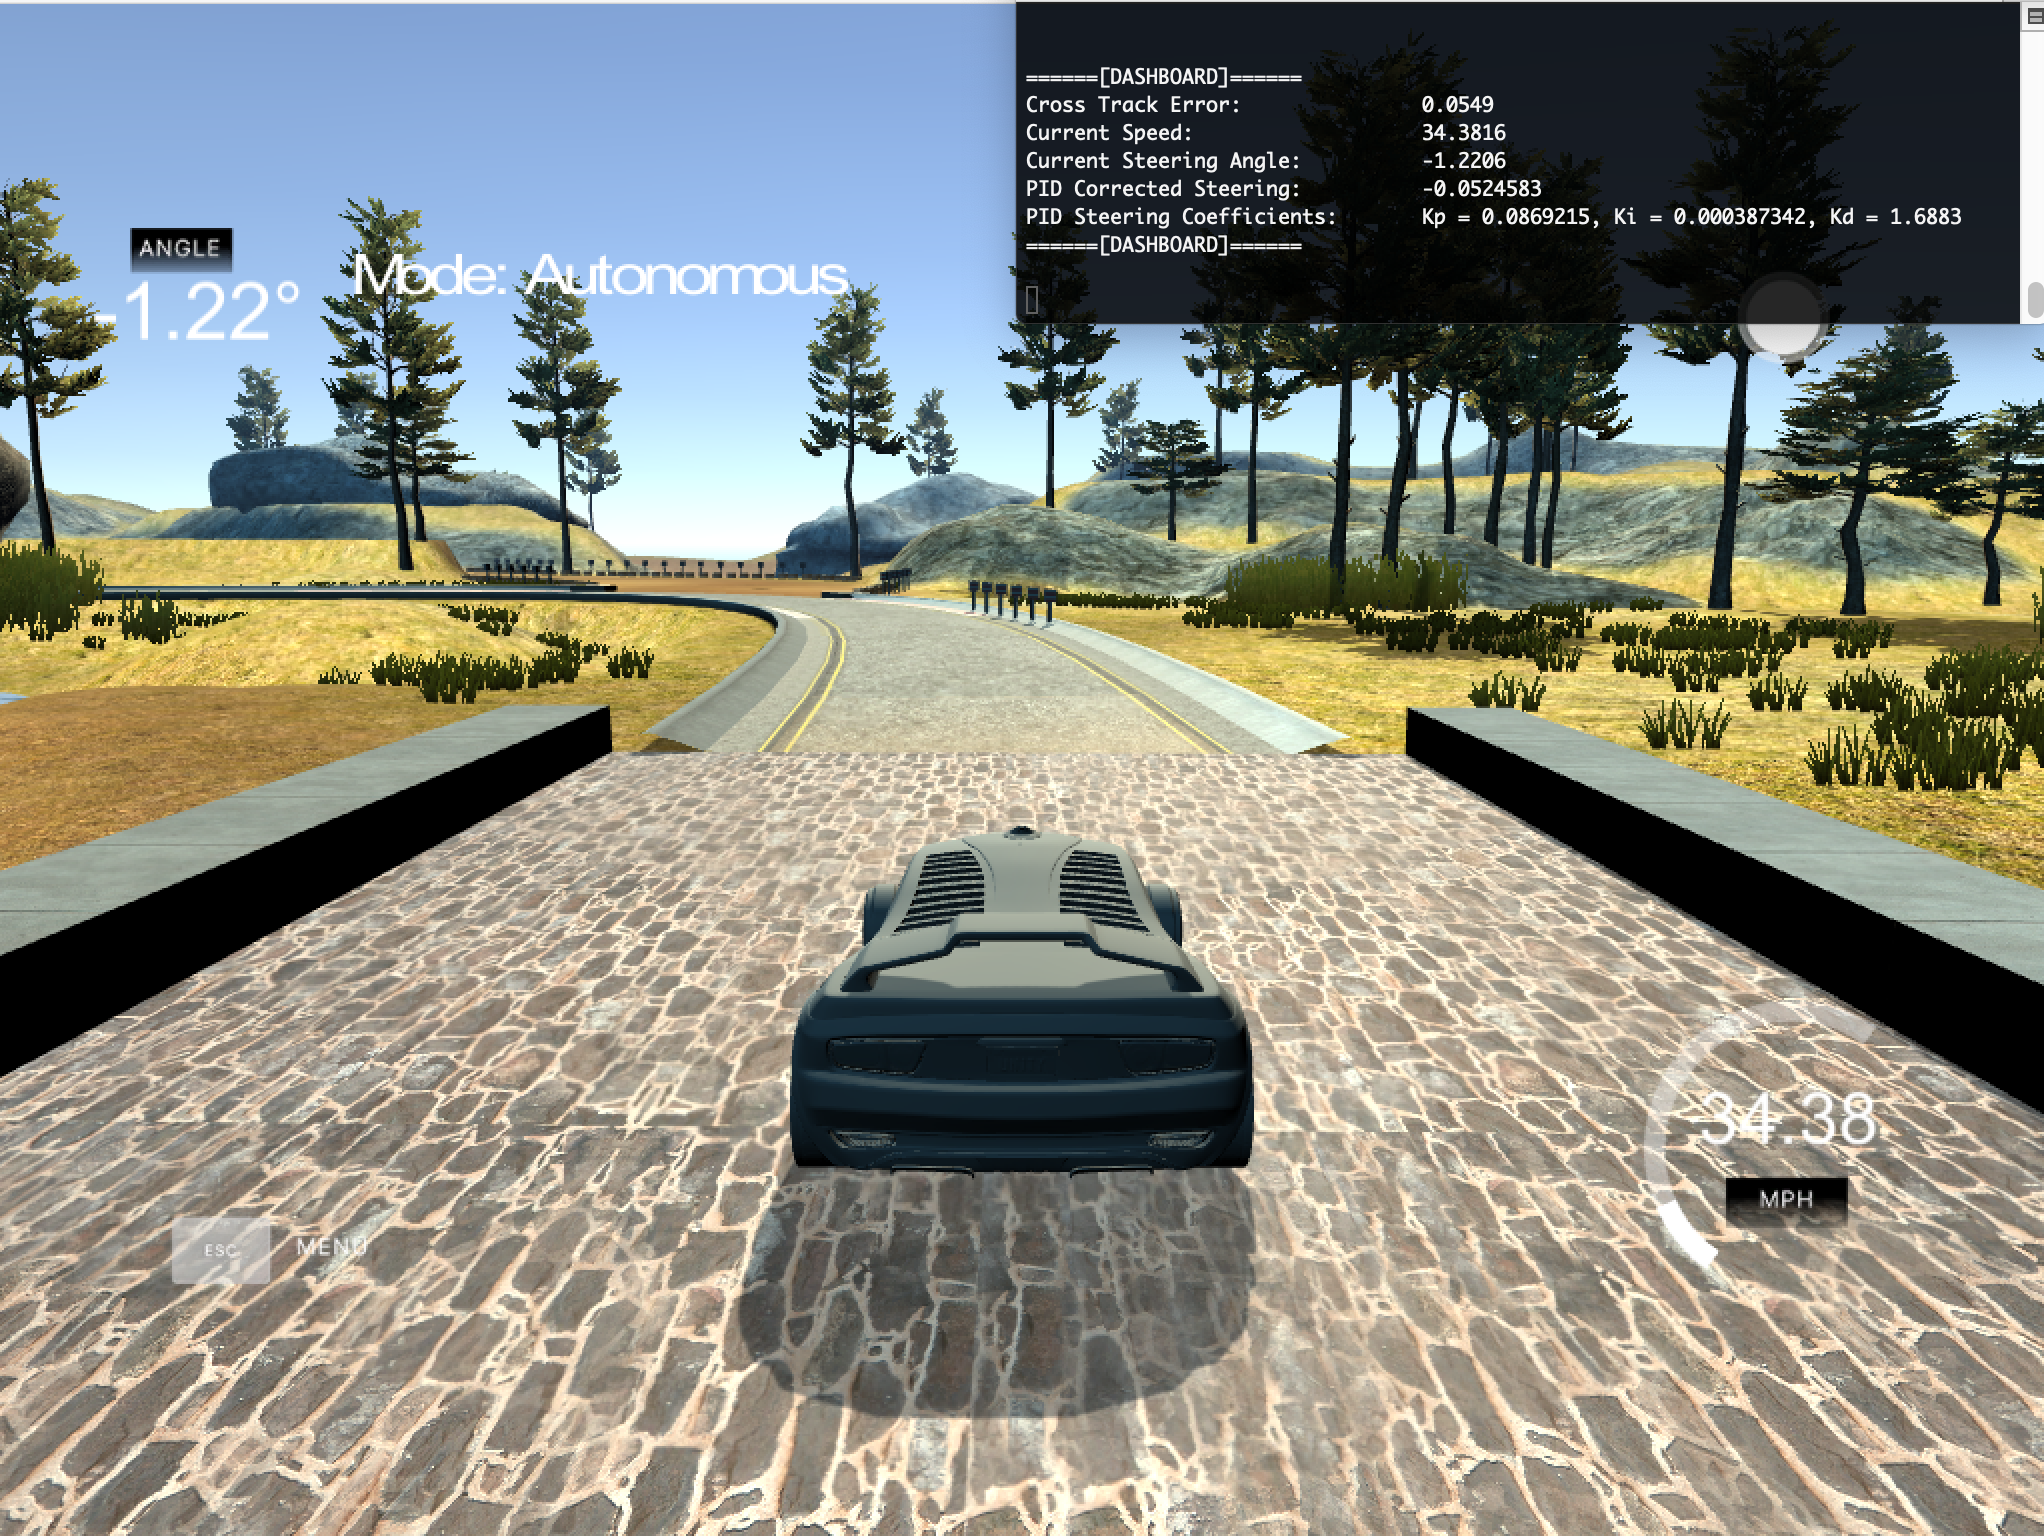 ======[DASHBOARD]======
Cross Track Error: 0.0549
Current Speed: 34.3816
Current Steering Angle: -1.2206
PID Corrected Steering: -0.0524583
PID Steering Coefficients: Kp = 0.0869215, Ki = 0.000387342, Kd = 1.6883
======[DASHBOARD]======
ANGLE
-1.22°
Mode: Autonomous
34.38
MPH
ESC
MENU